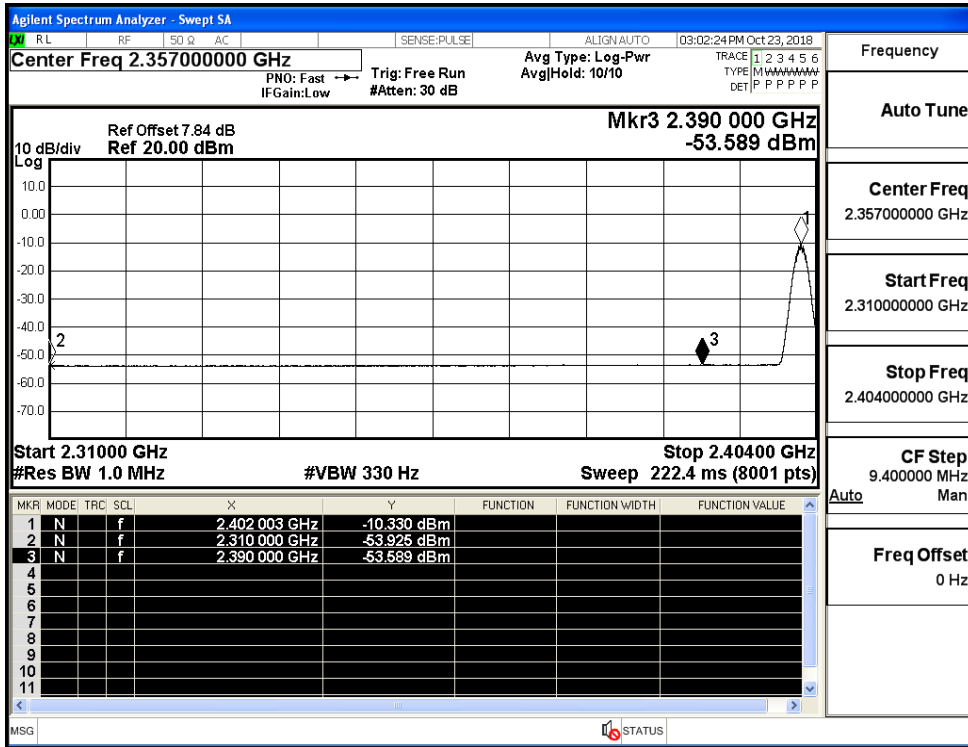 Agilent Spectrum Analyzer - Swept SA
LXI RL RF 50 Ω AC SENSE:PULSE ALIGN AUTO 03:02:24 PM Oct 23, 2018
Center Freq 2.357000000 GHz
PNO: Fast
IFGain:Low
Trig: Free Run
#Atten: 30 dB
Avg Type: Log-Pwr
Avg|Hold: 10/10
TRACE 1 2 3 4 5 6
TYPE M WWWWW
DET P P P P P P
Mkr3 2.390 000 GHz
-53.589 dBm
Ref Offset 7.84 dB
10 dB/div Ref 20.00 dBm
Log
10.0
0.00
-10.0
-20.0
-30.0
-40.0
-50.0
-60.0
-70.0
1
2
3
Start 2.31000 GHz Stop 2.40400 GHz
#Res BW 1.0 MHz #VBW 330 Hz Sweep 222.4 ms (8001 pts)
MKR MODE TRC SCL X Y FUNCTION FUNCTION WIDTH FUNCTION VALUE
1 N f 2.402 003 GHz -10.330 dBm
2 N f 2.310 000 GHz -53.925 dBm
3 N f 2.390 000 GHz -53.589 dBm
4
5
6
7
8
9
10
11
MSG STATUS
Frequency
Auto Tune
Center Freq
2.357000000 GHz
Start Freq
2.310000000 GHz
Stop Freq
2.404000000 GHz
CF Step
9.400000 MHz
Auto Man
Freq Offset
0 Hz